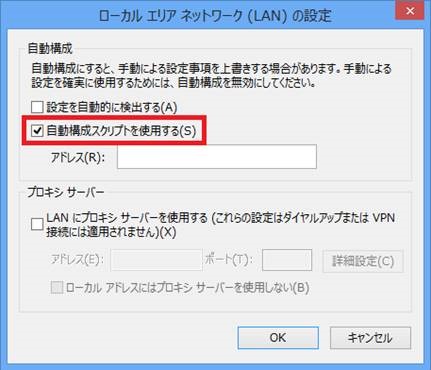 ローカル エリア ネットワーク (LAN) の設定
自動構成
自動構成にすると、手動による設定事項を上書きする場合があります。手動による
設定を確実に使用するためには、自動構成を無効にしてください。
設定を自動的に検出する(A)
自動構成スクリプトを使用する(S)
アドレス(R):
プロキシ サーバー
LAN にプロキシ サーバーを使用する (これらの設定はダイヤルアップまたは VPN
接続には適用されません)(X)
アドレス(E): ポート(T): 詳細設定(C)
ローカル アドレスにはプロキシ サーバーを使用しない(B)
OK キャンセル